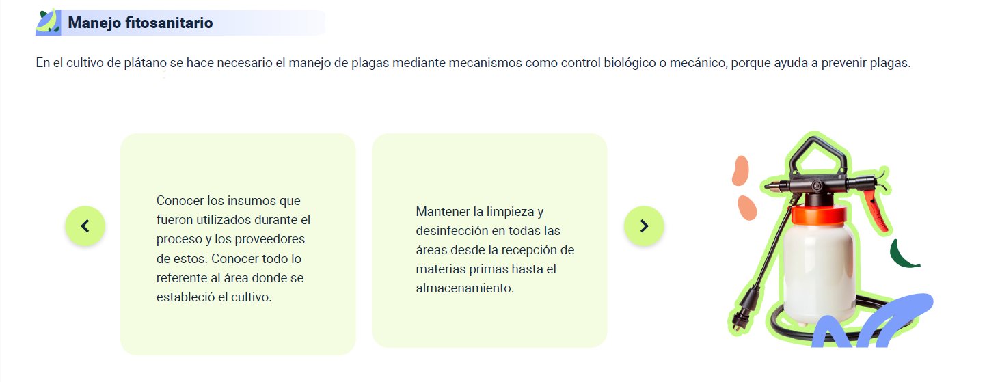 Manejo fitosanitario
En el cultivo de plátano se hace necesario el manejo de plagas mediante mecanismos como control biológico o mecánico, porque ayuda a prevenir plagas.
Conocer los insumos que
fueron utilizados durante el
proceso y los proveedores
de estos. Conocer todo lo
referente al área donde se
estableció el cultivo.
Mantener la limpieza y
desinfección en todas las
áreas desde la recepción de
materias primas hasta el
almacenamiento.